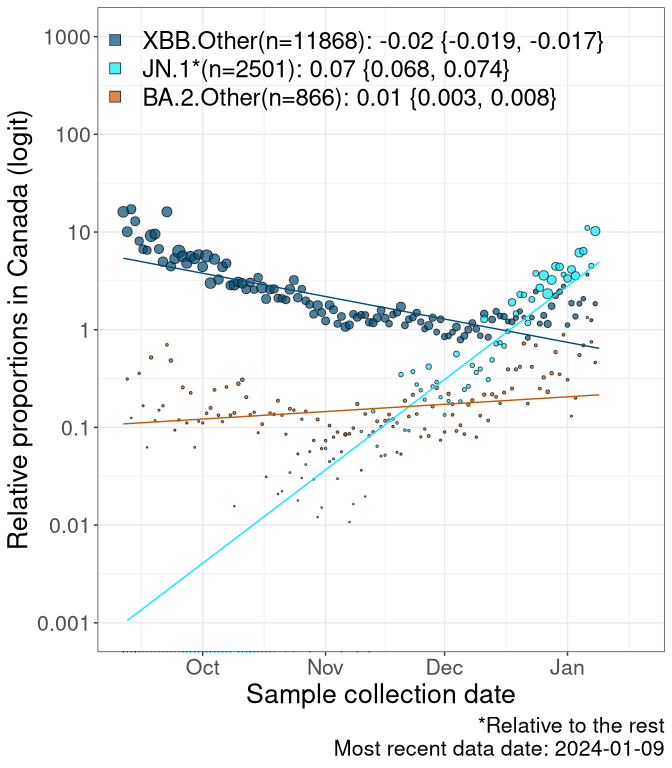 XBB.Other(n=11868): -0.02 {-0.019, -0.017}
JN.1*(n=2501): 0.07 {0.068, 0.074}
BA.2.Other(n=866): 0.01 {0.003, 0.008}
Relative proportions in Canada (logit)
1000
100
10
1
0.1
0.01
0.001
Oct Nov Dec Jan
Sample collection date
*Relative to the rest
Most recent data date: 2024-01-09